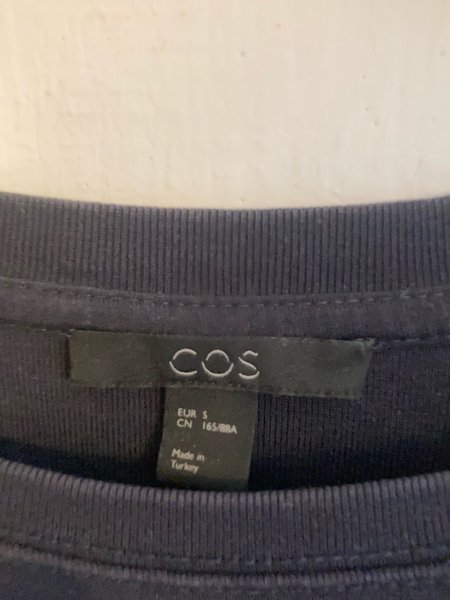 COS
EUR S
CN 165/88A
Made in
Turkey